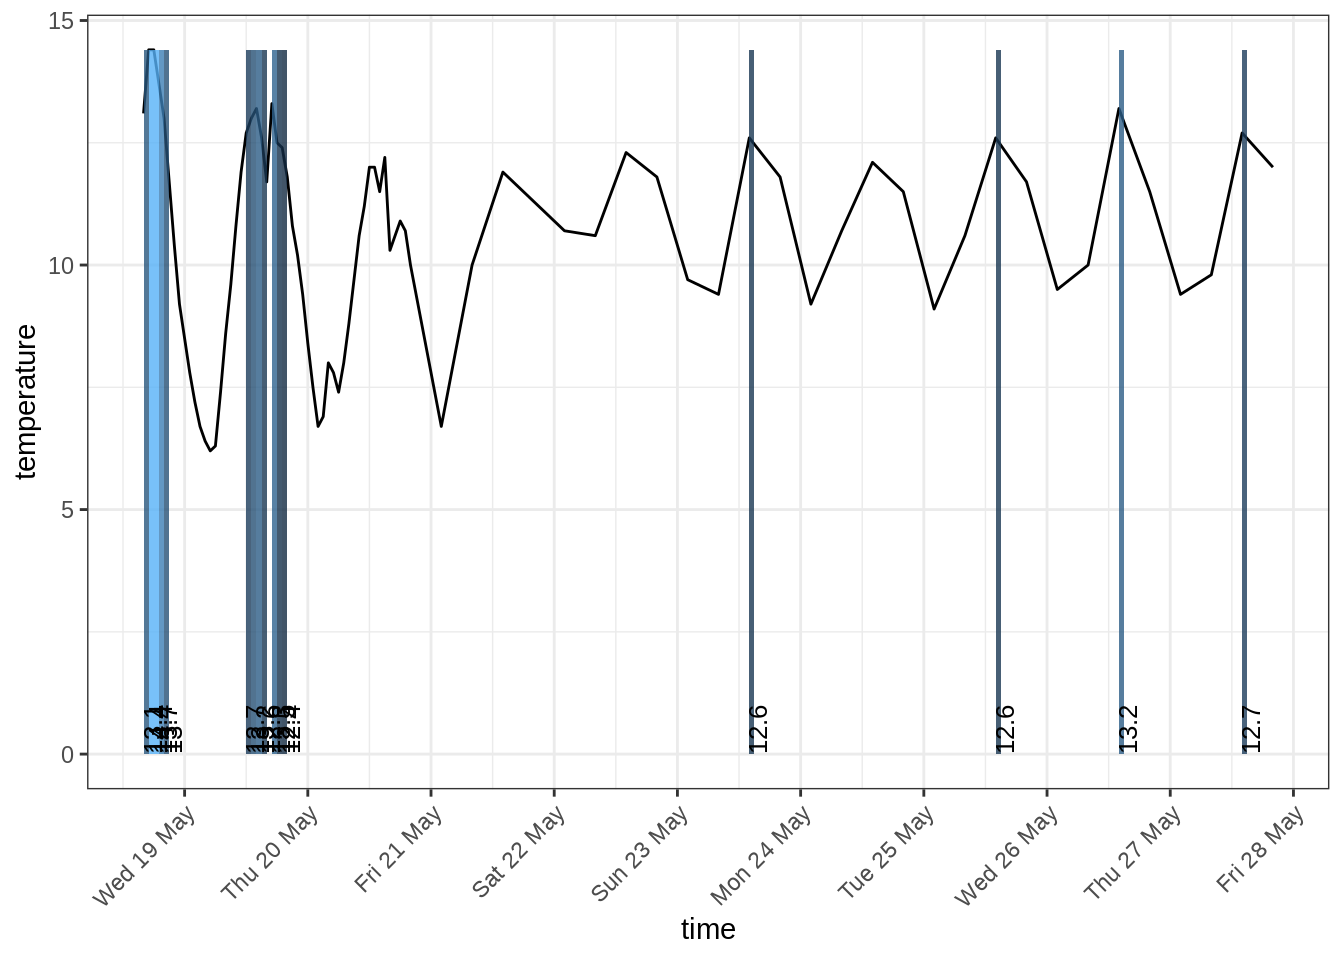 temperature
15
10
5
0
12.6
12.6
13.2
12.7
Wed 19 May
Thu 20 May
Fri 21 May
Sat 22 May
Sun 23 May
Mon 24 May
Tue 25 May
Wed 26 May
Thu 27 May
Fri 28 May
time